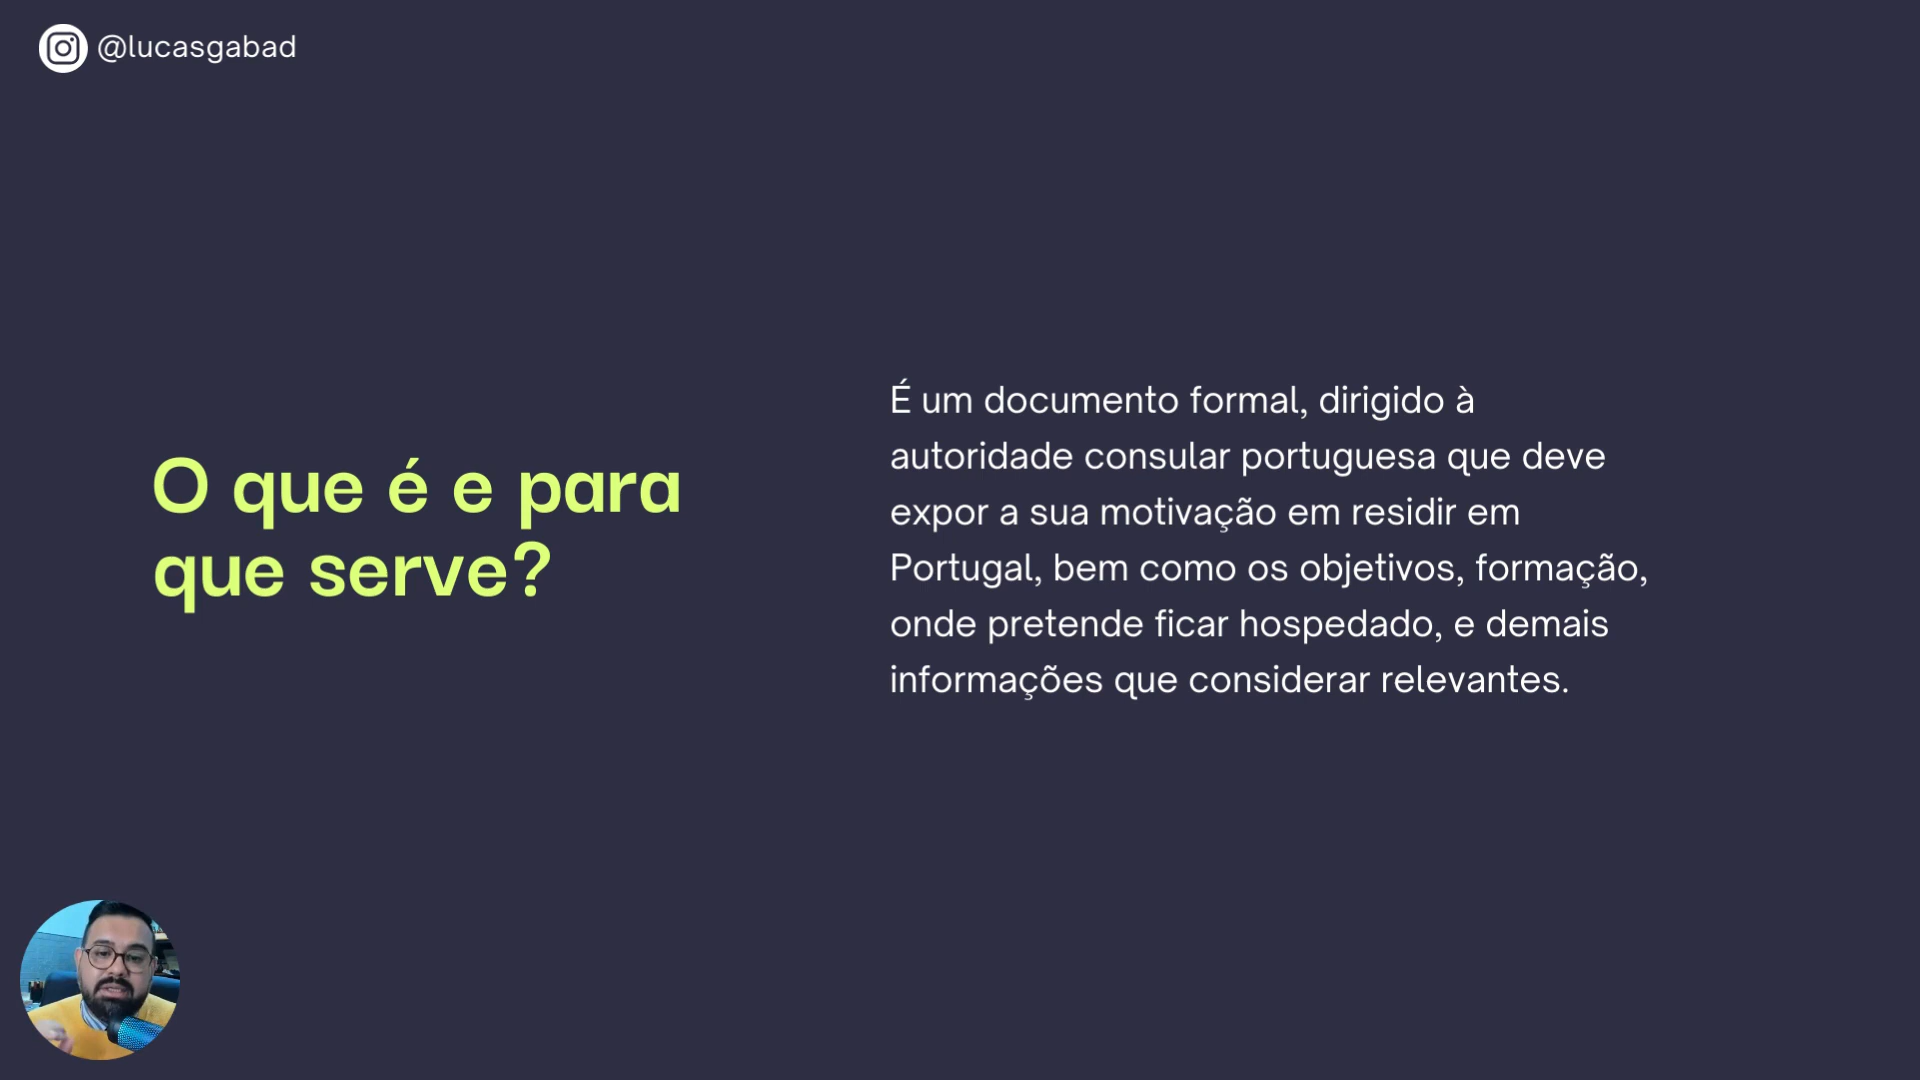 @lucasgabad
O que é e para
que serve?
É um documento formal, dirigido à
autoridade consular portuguesa que deve
expor a sua motivação em residir em
Portugal, bem como os objetivos, formação,
onde pretende ficar hospedado, e demais
informações que considerar relevantes.